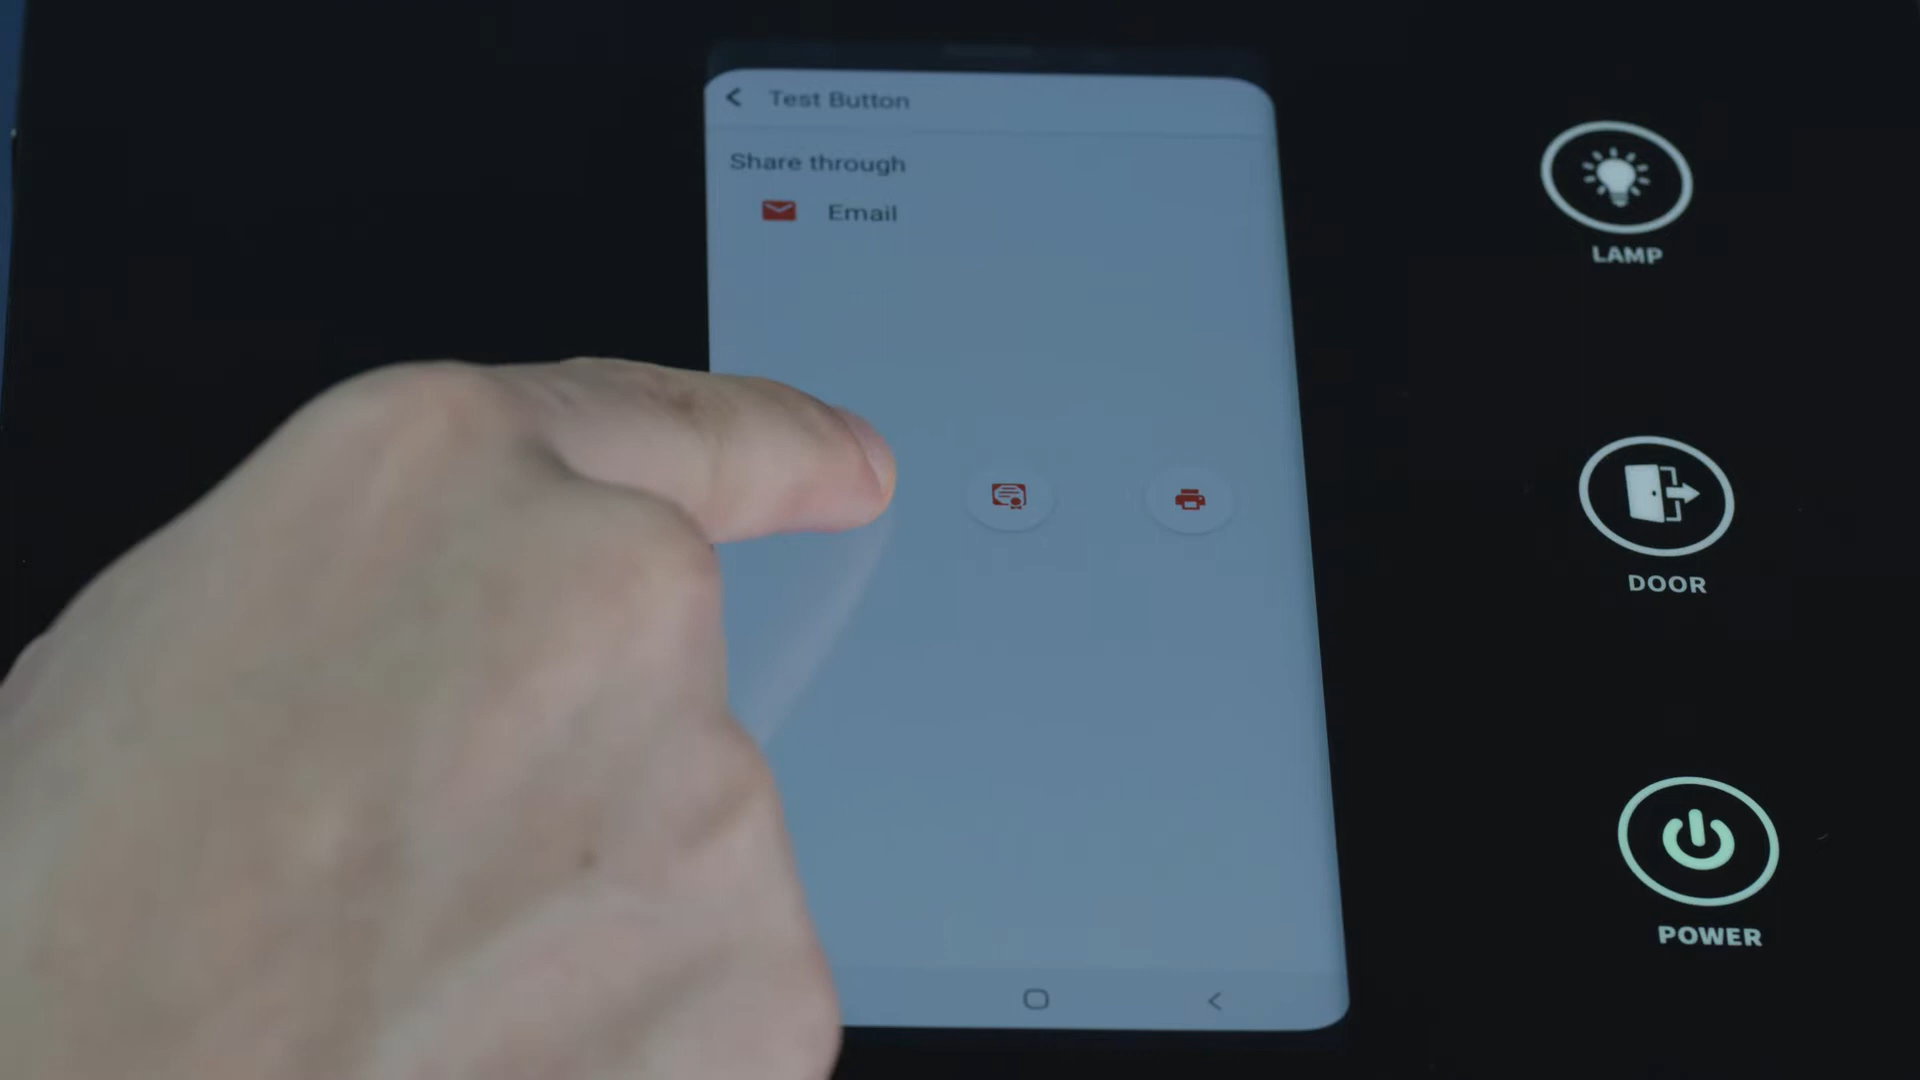 Test Button
Share through
Email
LAMP
DOOR
POWER